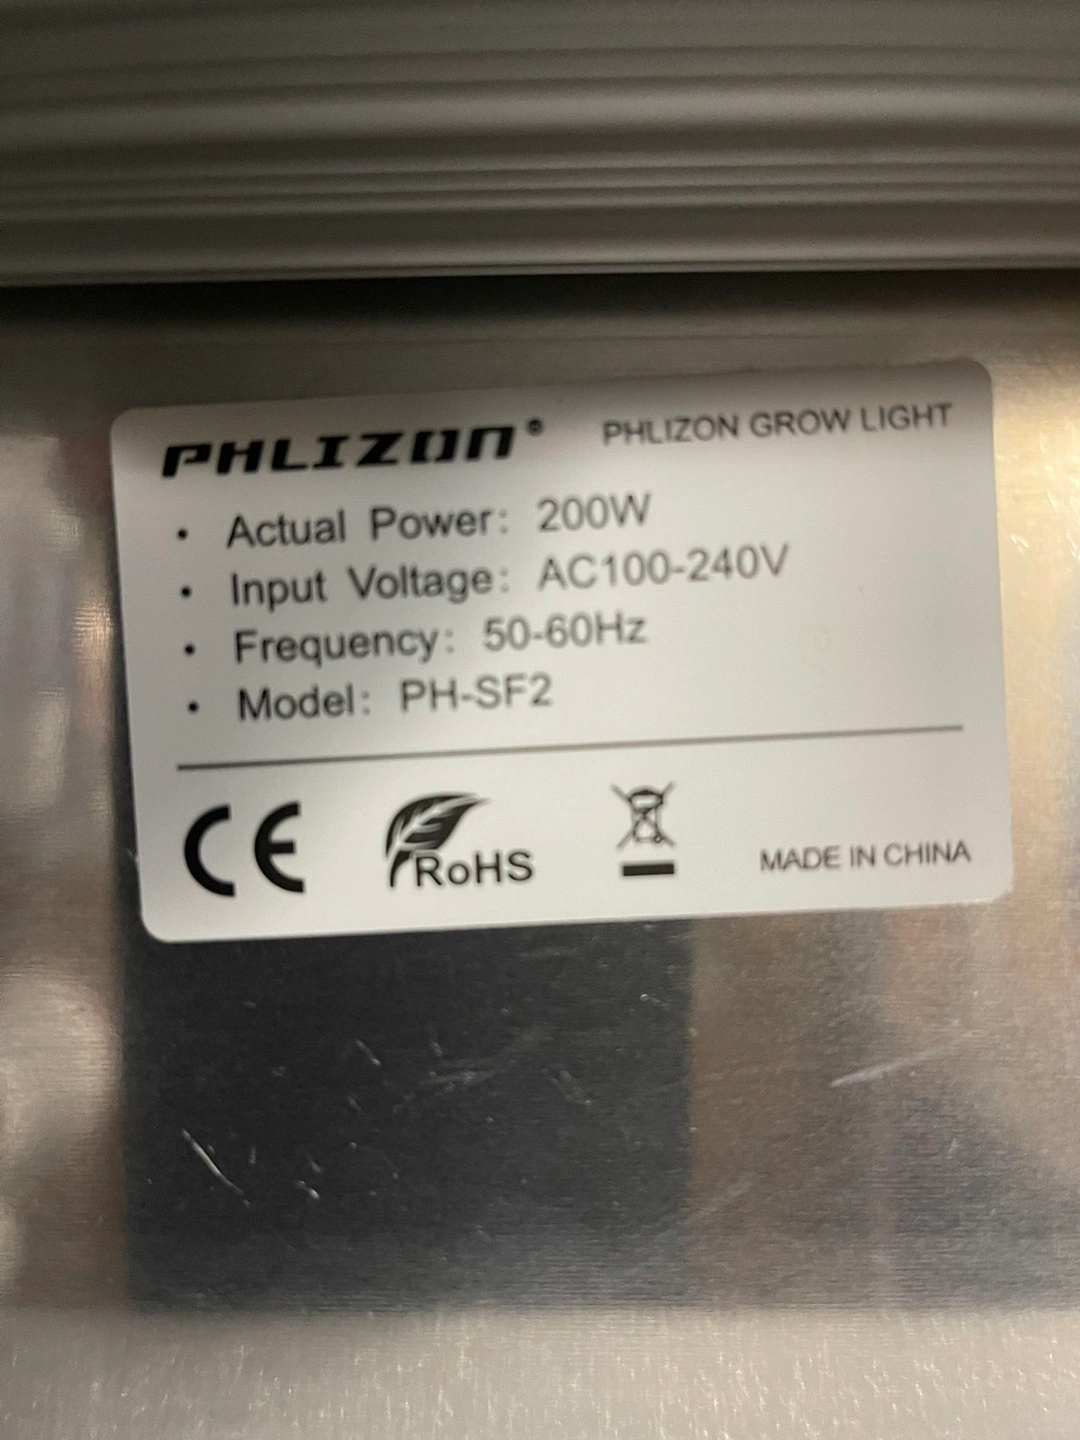 PHLIZON® PHLIZON GROW LIGHT
• Actual Power: 200W
• Input Voltage: AC100-240V
• Frequency: 50-60Hz
• Model: PH-SF2
CE RoHS MADE IN CHINA